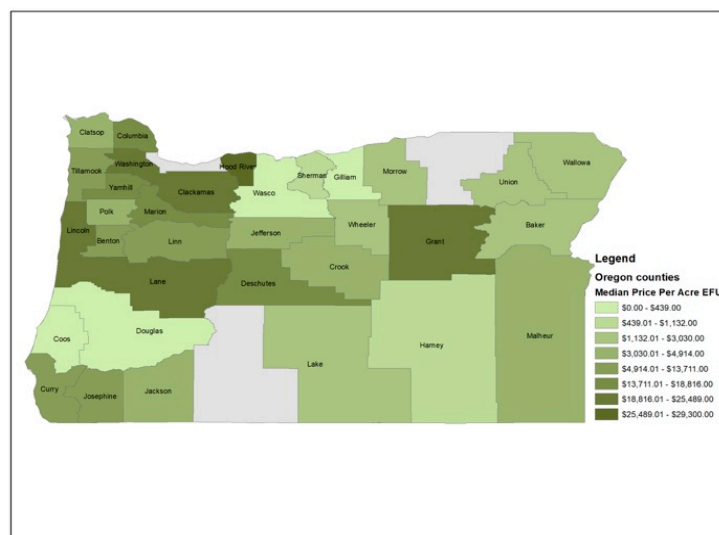 Clatsop
Columbia
Tillamook
Washington
Hood River
Yamhill
Clackamas
Polk
Marion
Lincoln
Benton
Linn
Wasco
Sherman
Gilliam
Morrow
Union
Wallowa
Wheeler
Jefferson
Grant
Baker
Lane
Deschutes
Crook
Coos
Douglas
Lake
Harney
Malheur
Curry
Josephine
Jackson
Legend
Oregon counties
Median Price Per Acre EFU
$0.00 - $439.00
$439.01 - $1,132.00
$1,132.01 - $3,030.00
$3,030.01 - $4,914.00
$4,914.01 - $13,711.00
$13,711.01 - $18,816.00
$18,816.01 - $25,489.00
$25,489.01 - $29,300.00